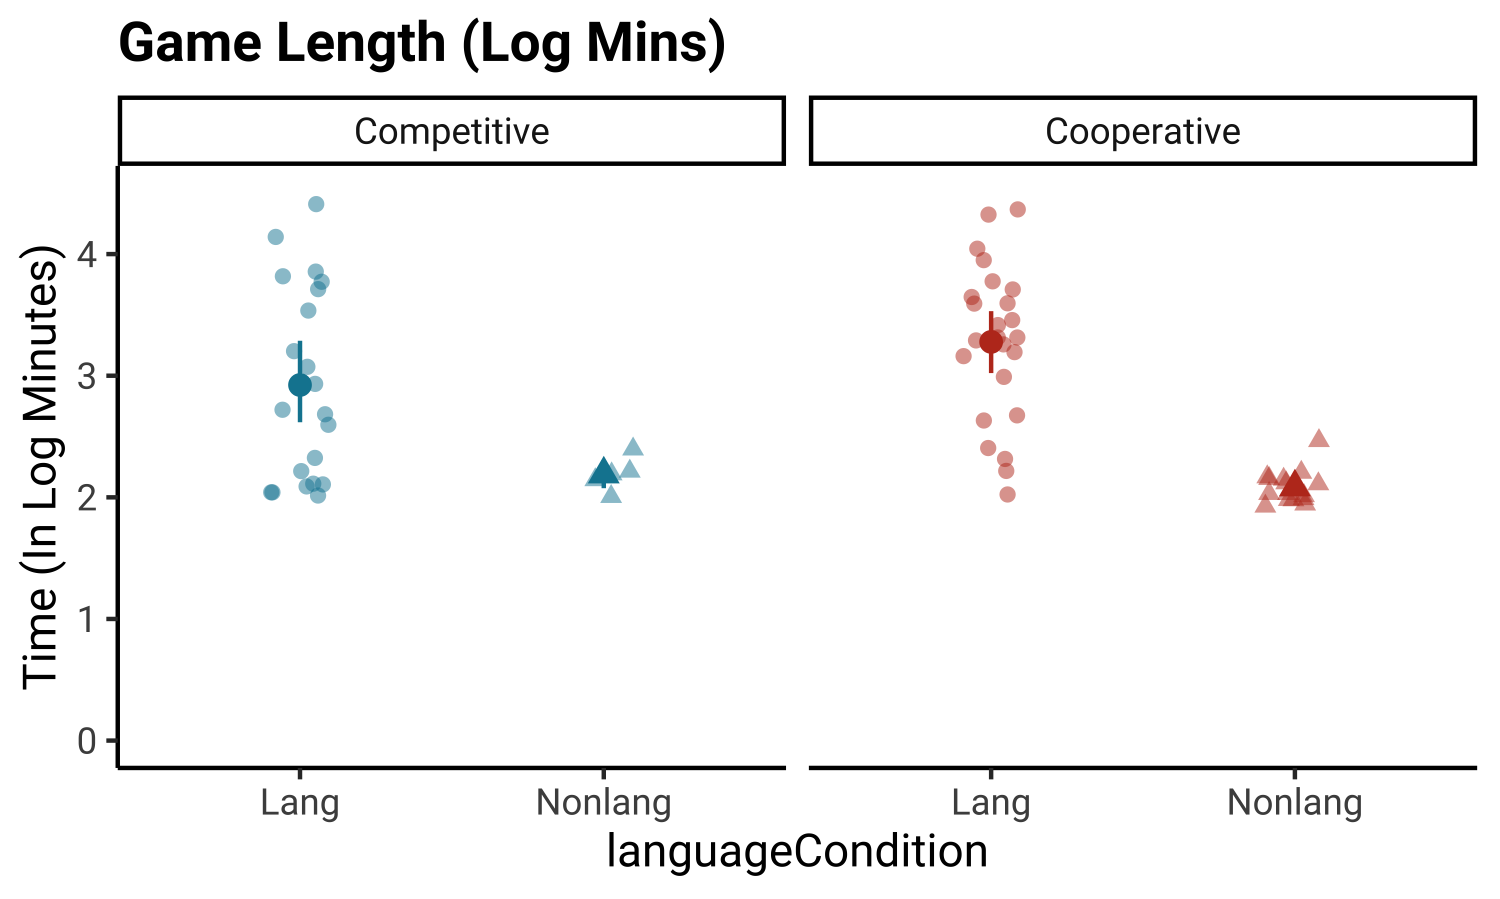 Game Length (Log Mins)
Competitive
Cooperative
Time (In Log Minutes)
4
3
2
1
0
Lang
Nonlang
Lang
Nonlang
languageCondition